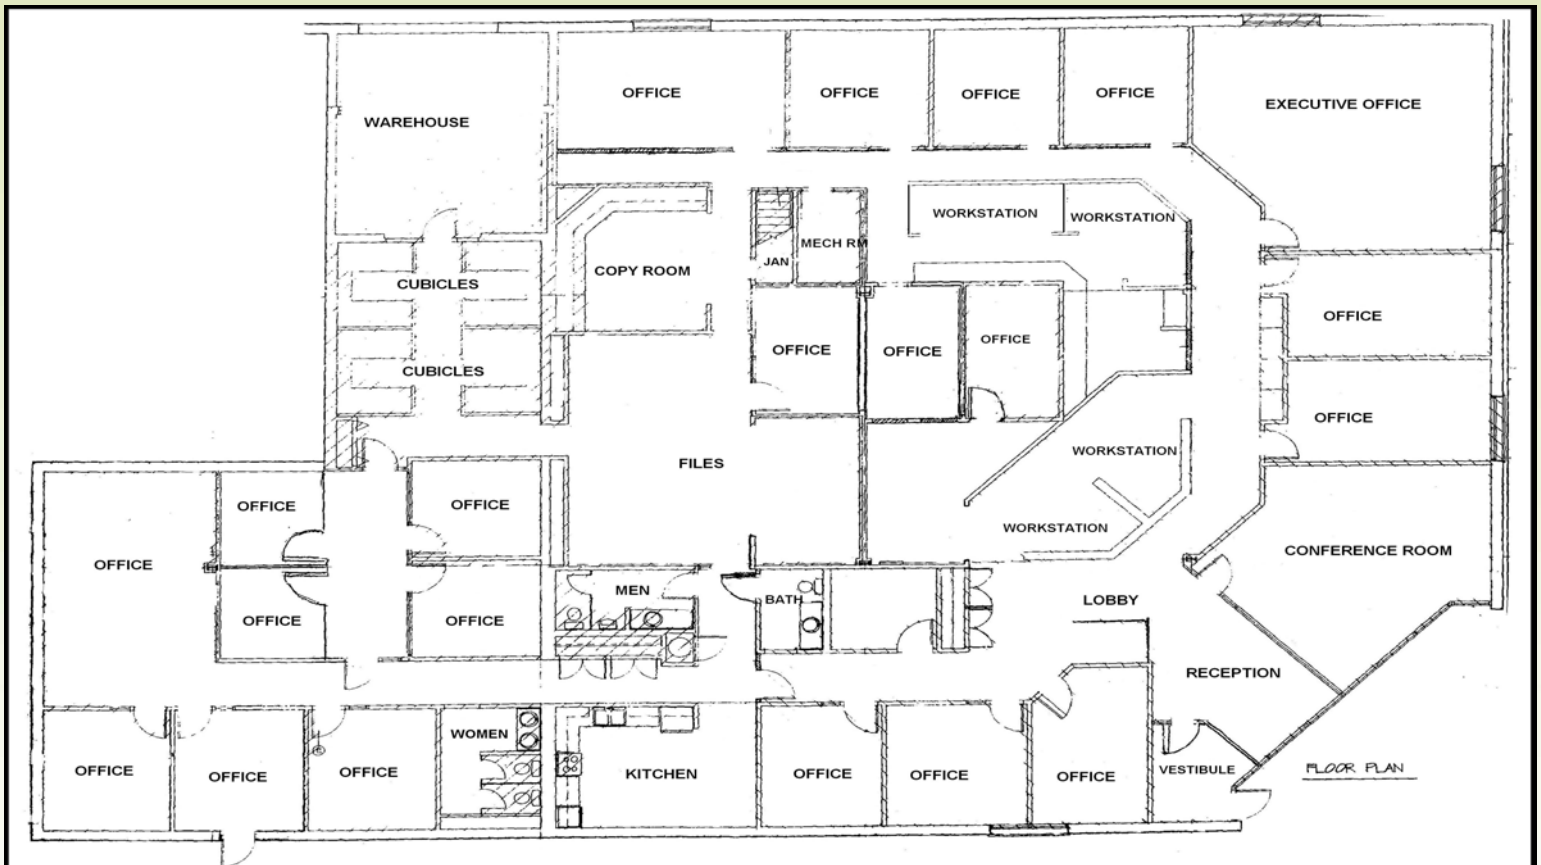 OFFICE
OFFICE
OFFICE
OFFICE
EXECUTIVE OFFICE
WAREHOUSE
WORKSTATION
WORKSTATION
MECH RM
JAN
COPY ROOM
CUBICLES
OFFICE
OFFICE
OFFICE
OFFICE
CUBICLES
OFFICE
WORKSTATION
FILES
OFFICE
OFFICE
WORKSTATION
CONFERENCE ROOM
OFFICE
MEN
BATH
LOBBY
OFFICE
OFFICE
RECEPTION
WOMEN
OFFICE
OFFICE
OFFICE
KITCHEN
OFFICE
OFFICE
OFFICE
VESTIBULE
FLOOR PLAN